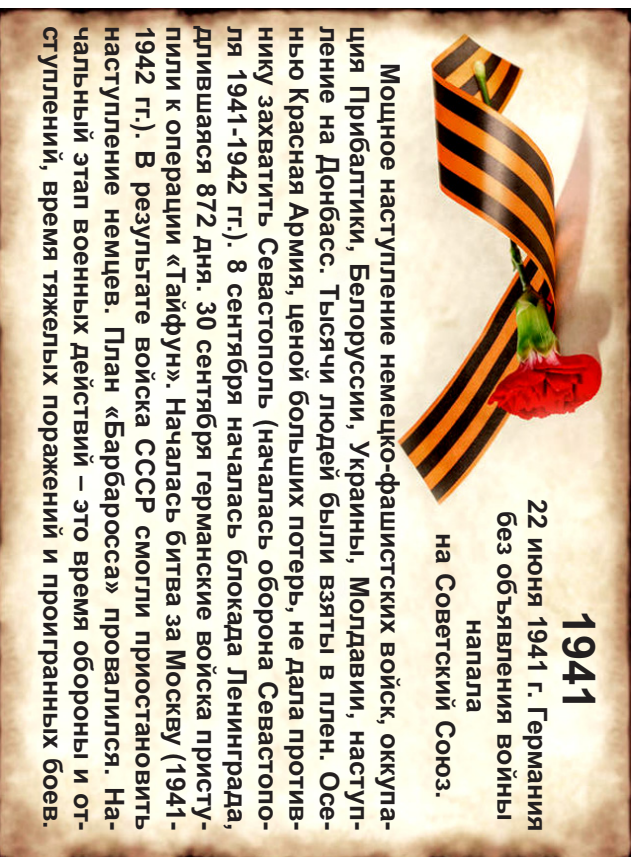 1941
22 июня 1941 г. Германия
без объявления войны
напала
на Советский Союз.
Мощное наступление немецко-фашистских войск, оккупа-
ция Прибалтики, Белоруссии, Украины, Молдавии, наступ-
ление на Донбасс. Тысячи людей были взяты в плен. Осе-
нью Красная Армия, ценой больших потерь, не дала против-
нику захватить Севастополь (началась оборона Севастопо-
ля 1941-1942 гг.). 8 сентября началась блокада Ленинграда,
длившаяся 872 дня. 30 сентября германские войска присту-
пили к операции «Тайфун». Началась битва за Москву (1941-
1942 гг.). В результате войска СССР смогли приостановить
наступление немцев. План «Барбаросса» провалился. На-
чальный этап военных действий – это время обороны и от-
ступлений, время тяжелых поражений и проигранных боев.